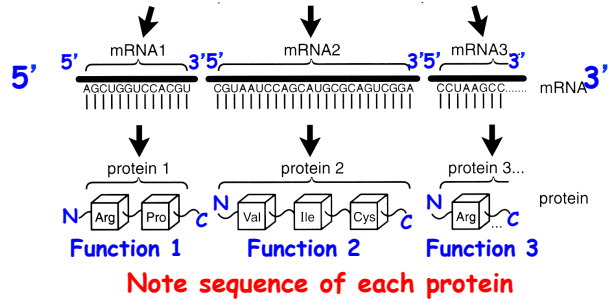 mRNA1 mRNA2 mRNA3...
5' 5' 3' 5' 3' 5' 3' 3'
AGCUGGUCCACGU CGUAAUCCAGCAUGCGCAGUCGGA CCUAAGCC....... mRNA
protein 1 protein 2 protein 3...
protein
N Arg Pro C N Val Ile Cys C Arg ... C
Function 1 Function 2 Function 3
Note sequence of each protein